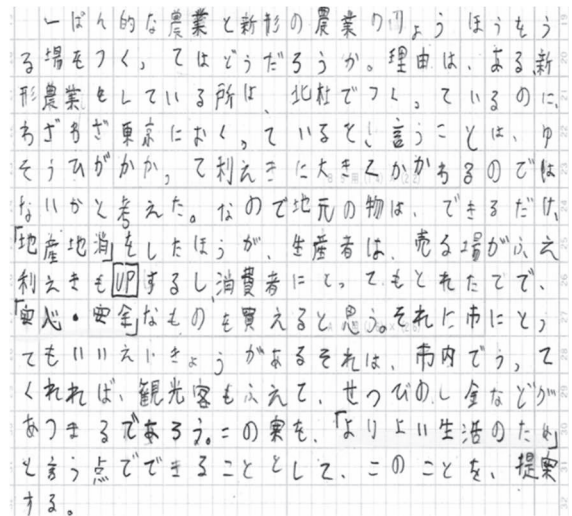 一ぱん的な農業と新形の農業の両ようほうをう
る場をつくってはどうだろうか。理由は、ある新
形農業をしている所は、北杜でつくっているのに、
わざわざ東京におくっていると、言うことは、ゆ
そうひがかかって利えきに大きくかかわるのでは
ないかと考えた。なので地元の物は、できるだけ、
「地産地消」をしたほうが、生産者は、売る場がふえ
利えきもUPするし、消費者にとってもとれたてで、
「安心・安全」なものを買えると思う。それに市にとっ
てもいいえいきょうがあるそれは、市内でうって
くれれば、観光客もふえて、せつびのし金などが
あつまるであろう。この案を、「よりよい生活のため」
と言う点でできることとして、このことを、提案
する。